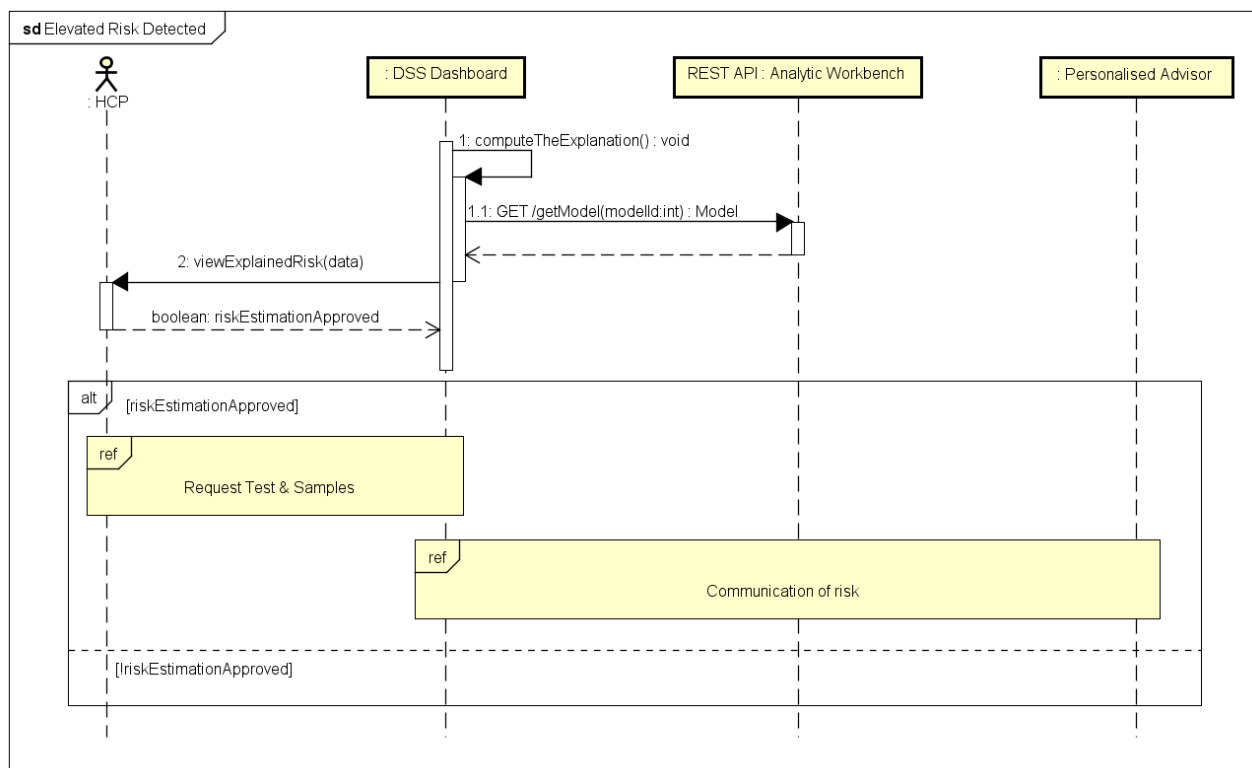 sd Elevated Risk Detected
: HCP
: DSS Dashboard
REST API : Analytic Workbench
: Personalised Advisor
1: computeTheExplanation() : void
1.1: GET /getModel(modelId:int) : Model
2: viewExplainedRisk(data)
boolean: riskEstimationApproved
alt
[riskEstimationApproved]
ref
Request Test & Samples
ref
Communication of risk
[!riskEstimationApproved]